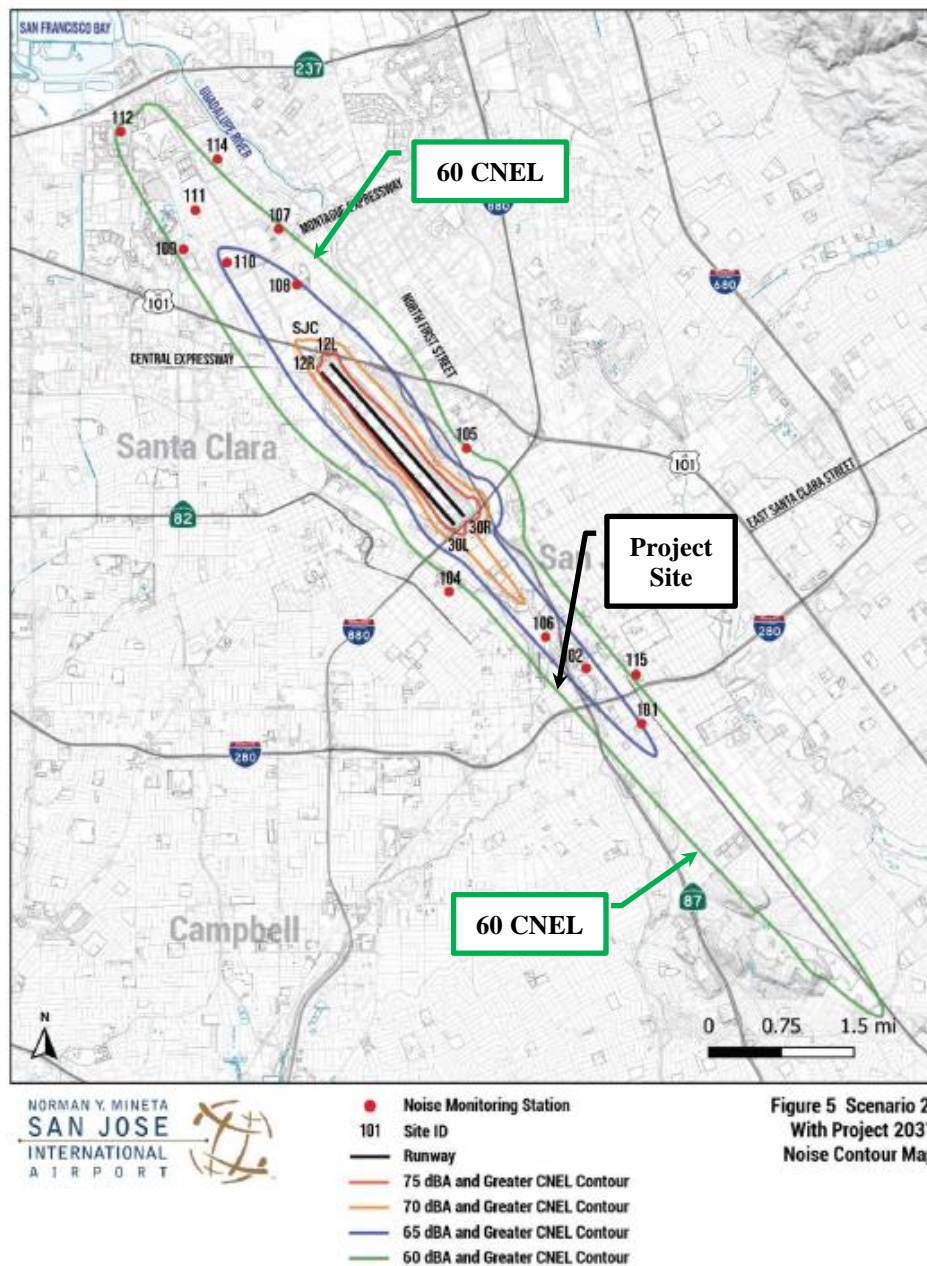 SAN FRANCISCO BAY
237
GUADALUPE RIVER
112
114
60 CNEL
111
107
MONTAGUE EXPRESSWAY
880
109
110
108
680
101
SJC
12L
12R
CENTRAL EXPRESSWAY
NORTH FIRST STREET
Santa Clara
105
101
EAST SANTA CLARA STREET
82
30R
30L
San J
Project
Site
104
106
880
280
02
115
101
280
60 CNEL
87
Campbell
N
0 0.75 1.5 mi
NORMAN Y. MINETA
SAN JOSE
INTERNATIONAL
AIRPORT
Noise Monitoring Station
101 Site ID
Runway
75 dBA and Greater CNEL Contour
70 dBA and Greater CNEL Contour
65 dBA and Greater CNEL Contour
60 dBA and Greater CNEL Contour
Figure 5 Scenario 2
With Project 2037
Noise Contour Map